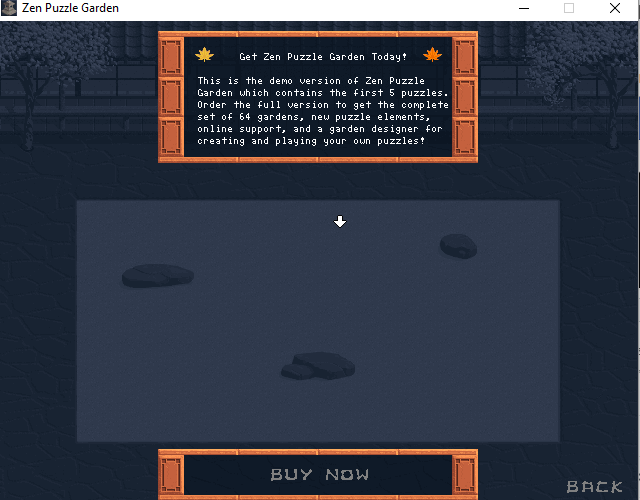 Zen Puzzle Garden
Get Zen Puzzle Garden Today!
This is the demo version of Zen Puzzle
Garden which contains the first 5 puzzles.
Order the full version to get the complete
set of 64 gardens, new puzzle elements,
online support, and a garden designer for
creating and playing your own puzzles!
BUY NOW
BACK